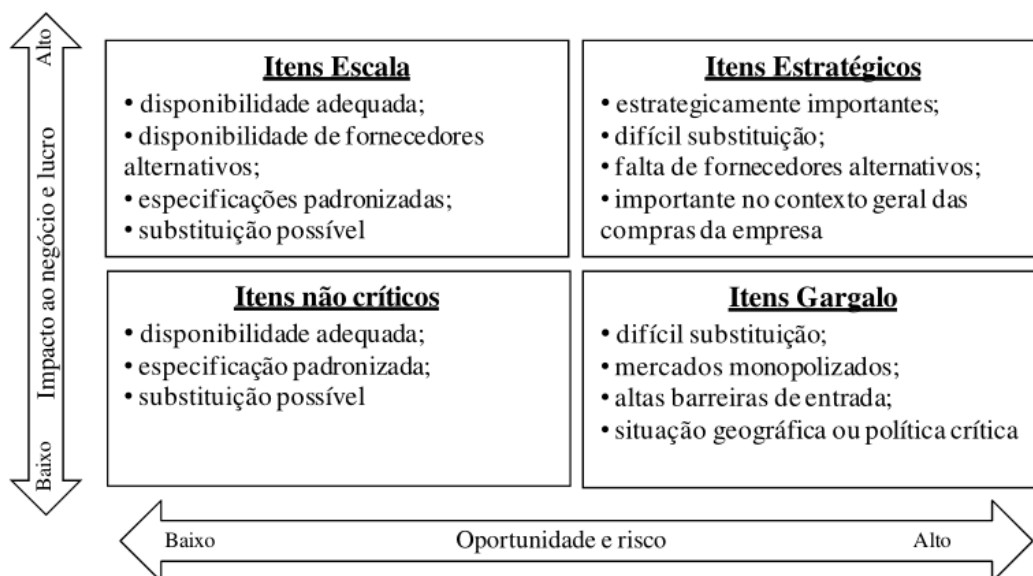 Alto
Impacto ao negócio e lucro
Baixo
Itens Escala
• disponibilidade adequada;
• disponibilidade de fornecedores
alternativos;
• especificações padronizadas;
• substituição possível
Itens Estratégicos
• estrategicamente importantes;
• difícil substituição;
• falta de fornecedores alternativos;
• importante no contexto geral das
compras da empresa
Itens não críticos
• disponibilidade adequada;
• especificação padronizada;
• substituição possível
Itens Gargalo
• difícil substituição;
• mercados monopolizados;
• altas barreiras de entrada;
• situação geográfica ou política crítica
Baixo Oportunidade e risco Alto